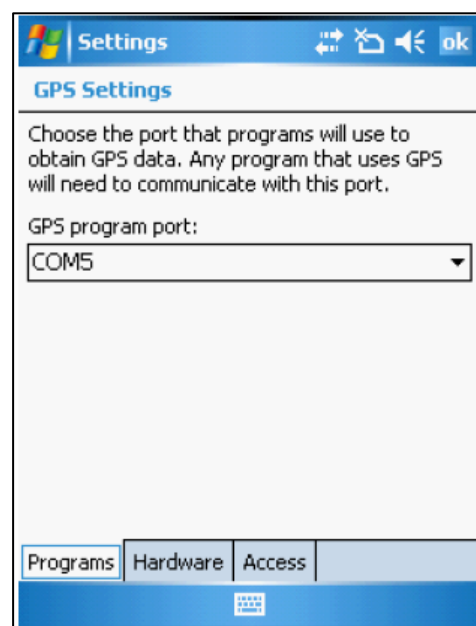 Settings
ok
GPS Settings
Choose the port that programs will use to
obtain GPS data. Any program that uses GPS
will need to communicate with this port.
GPS program port:
COM5
Programs Hardware Access